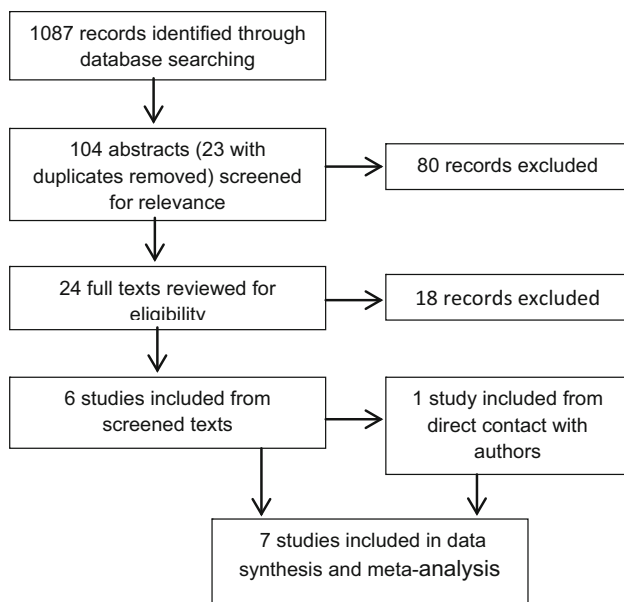 1087 records identified through
database searching
104 abstracts (23 with
duplicates removed) screened
for relevance
80 records excluded
24 full texts reviewed for
eligibility
18 records excluded
6 studies included from
screened texts
1 study included from
direct contact with
authors
7 studies included in data
synthesis and meta-analysis